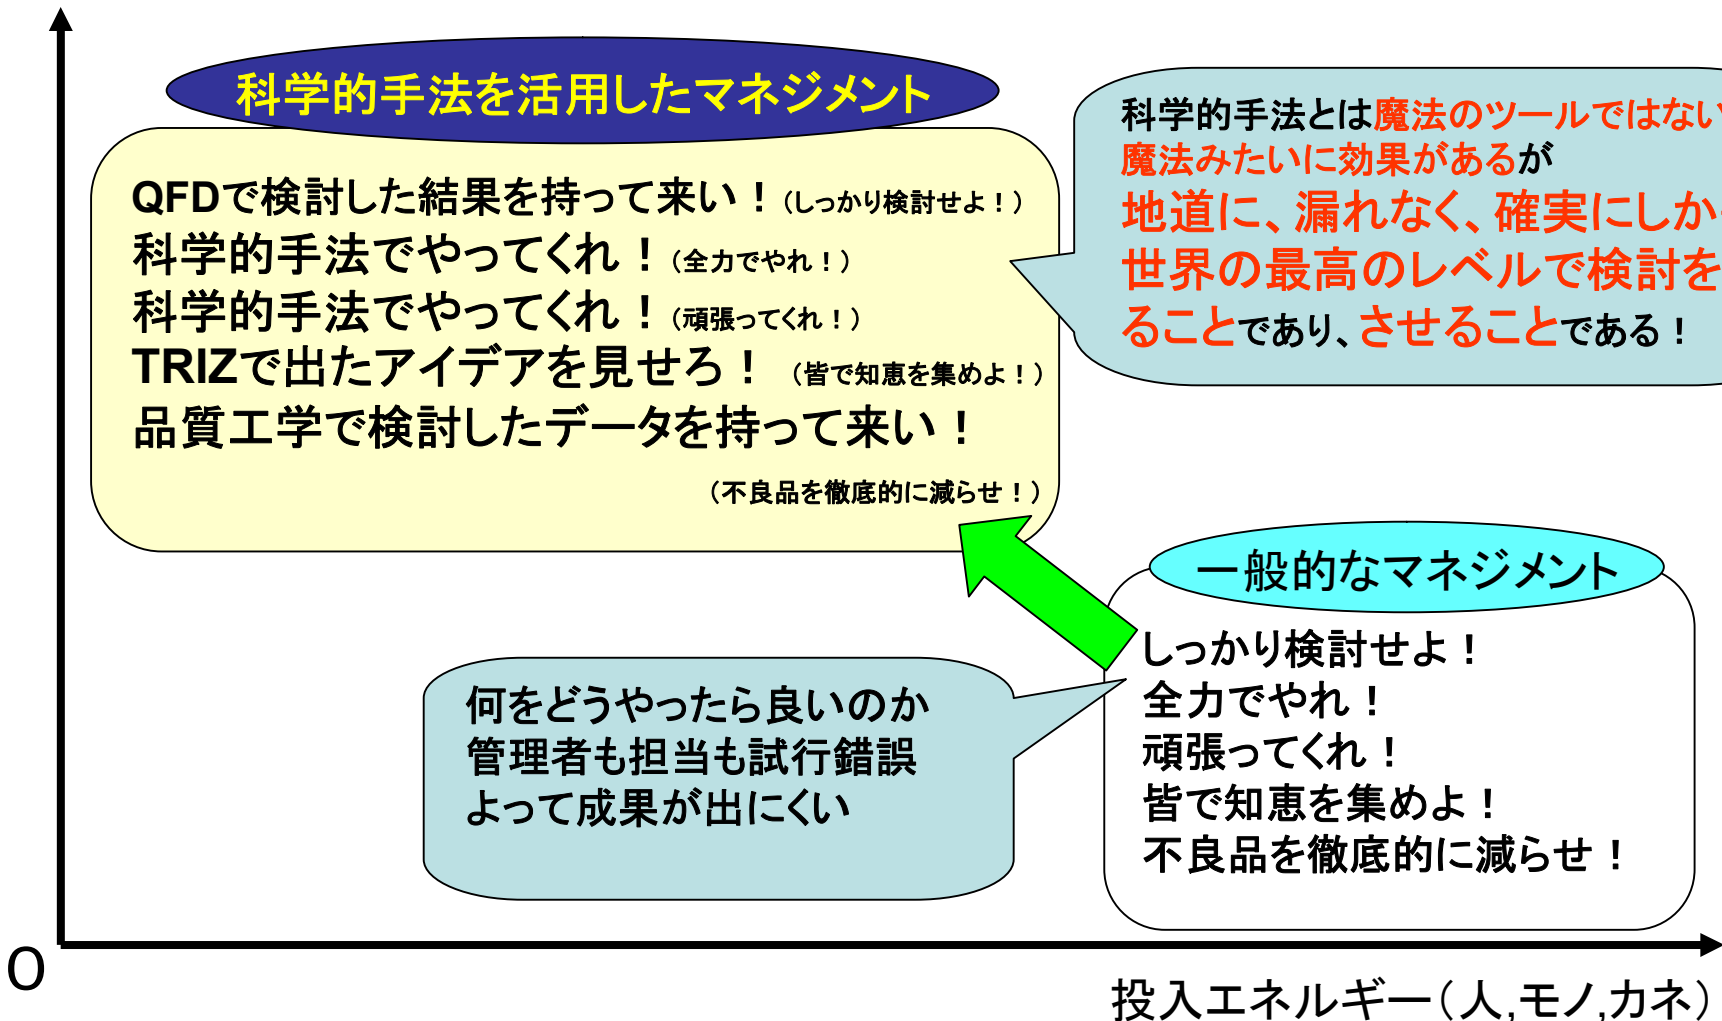 科学的手法を活用したマネジメント
QFDで検討した結果を持って来い！（しっかり検討せよ！）
科学的手法でやってくれ！（全力でやれ！）
科学的手法でやってくれ！（頑張ってくれ！）
TRIZで出たアイデアを見せろ！（皆で知恵を集めよ！）
品質工学で検討したデータを持って来い！
（不良品を徹底的に減らせ！）
科学的手法とは魔法のツールではない
魔法みたいに効果があるが
地道に、漏れなく、確実にしか
世界の最高のレベルで検討を
ることであり、させることである！
一般的なマネジメント
しっかり検討せよ！
全力でやれ！
頑張ってくれ！
皆で知恵を集めよ！
不良品を徹底的に減らせ！
何をどうやったら良いのか
管理者も担当も試行錯誤
よって成果が出にくい
O
投入エネルギー（人,モノ,カネ）